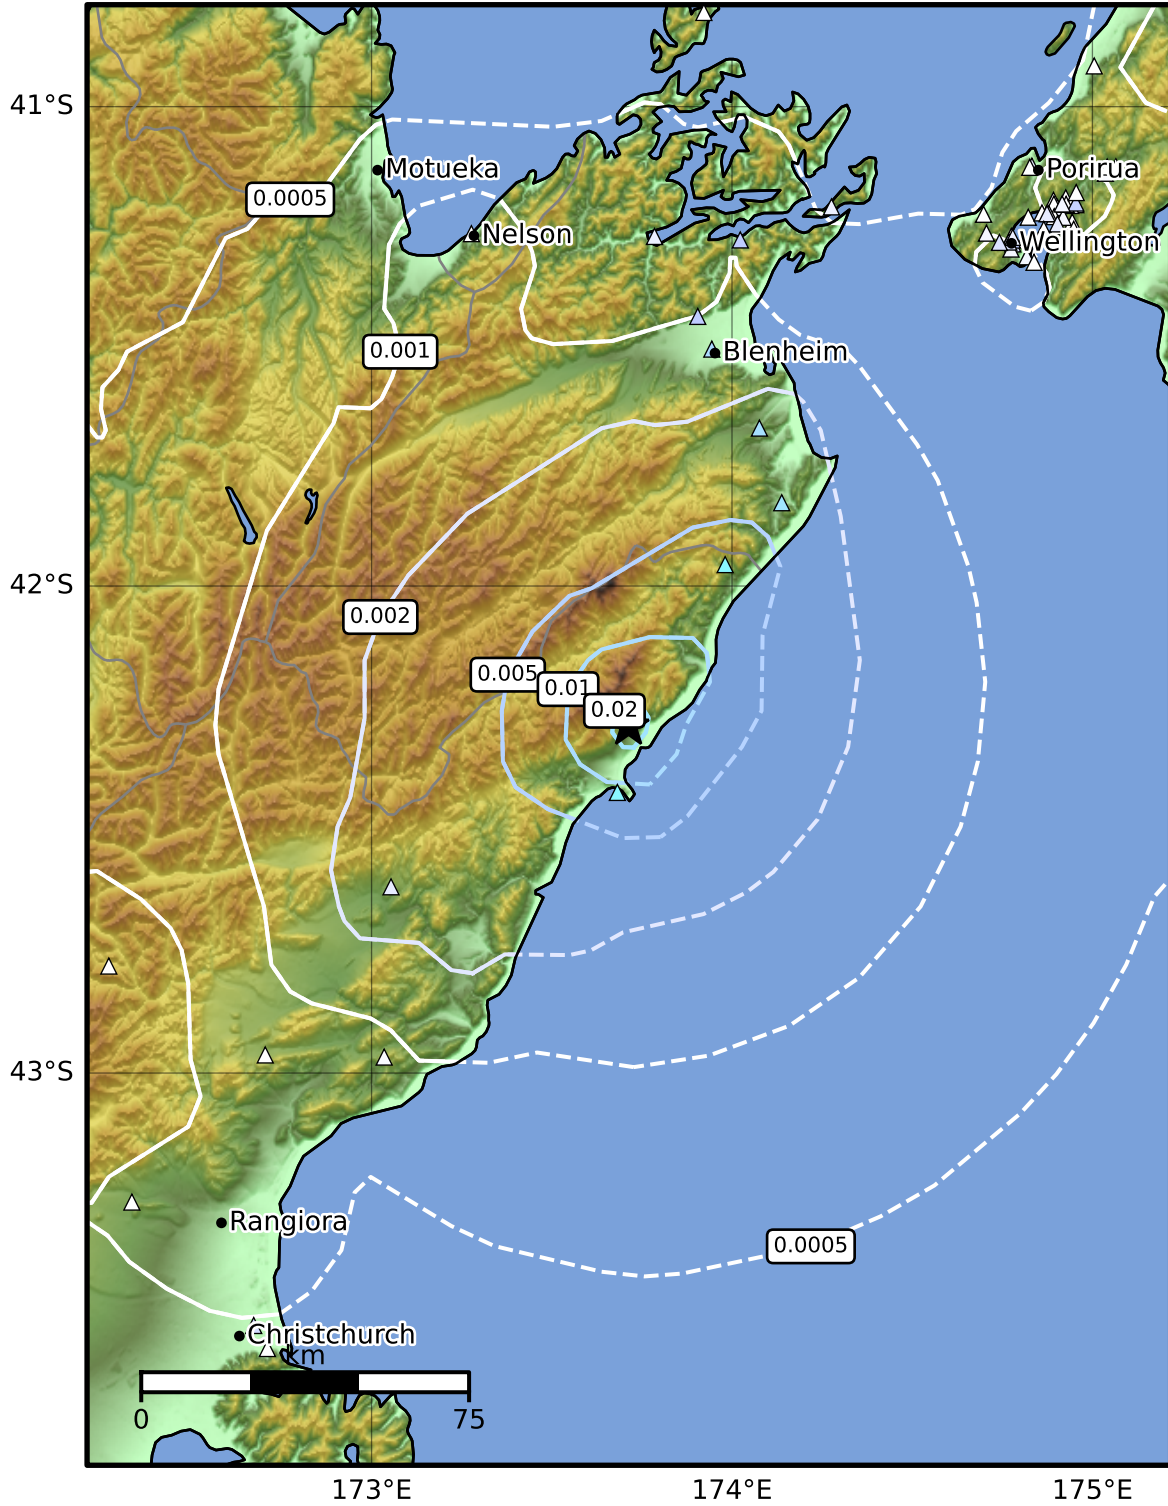 41°S
Motueka
Porirua
0.0005
Nelson
Wellington
0.001
Blenheim
42°S
0.002
0.005
0.01
0.02
43°S
Rangiora
0.0005
Christchurch
km
0
75
173°E
174°E
175°E